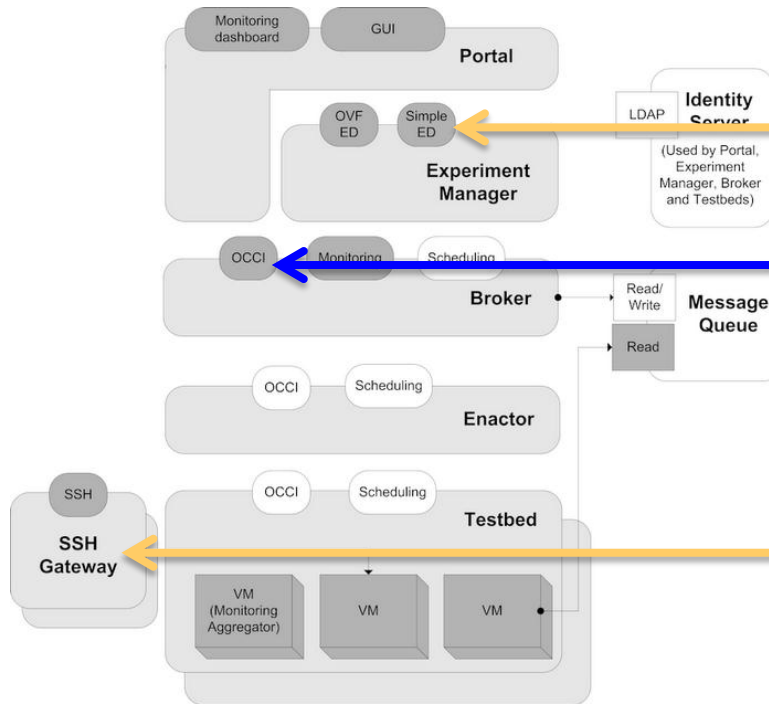 Monitoring
dashboard
GUI
Portal
OVF
ED
Simple
ED
Experiment
Manager
LDAP
Identity
Server
(Used by Portal,
Experiment
Manager, Broker
and Testbeds)
OCCI
Monitoring
Scheduling
Broker
Read/
Write
Message
Queue
Read
OCCI
Scheduling
Enactor
SSH
SSH
Gateway
OCCI
Scheduling
Testbed
VM
(Monitoring
Aggregator)
VM
VM